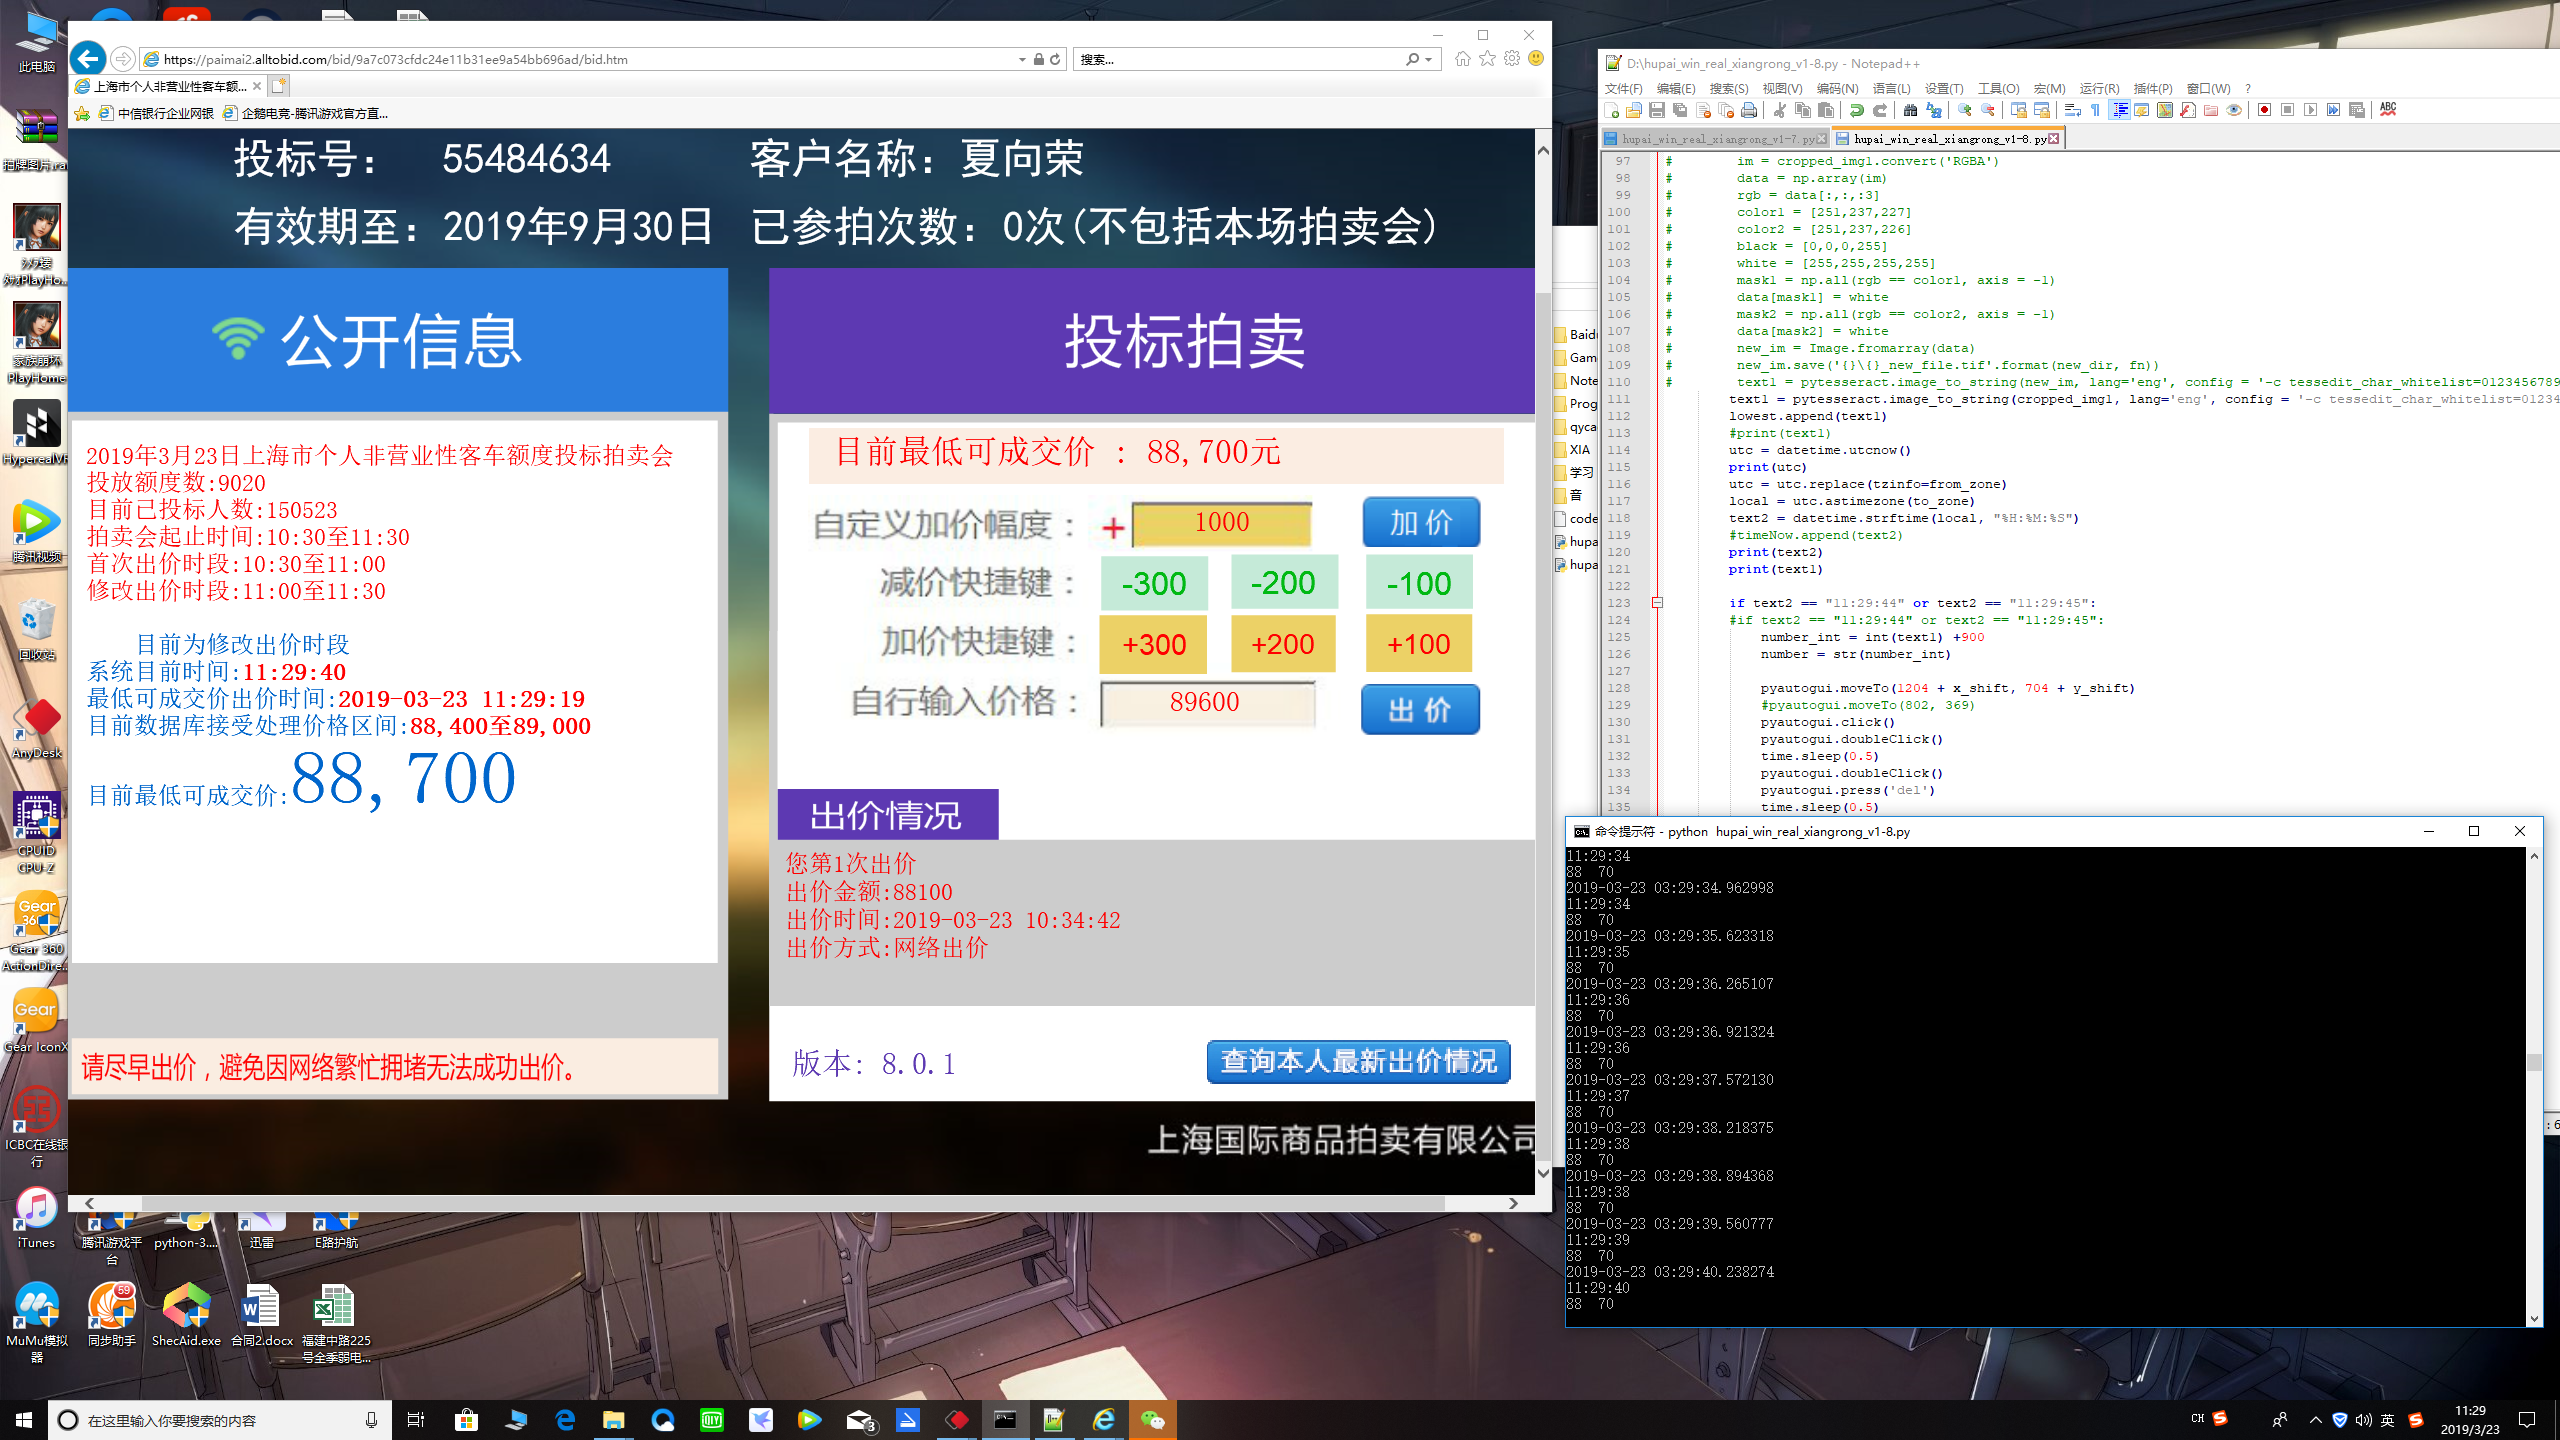 此电脑
家族崩坏
PlayHome
腾讯视频
回收站
AnyDesk
CPUID
CPU-Z
Gear 360
ActionDire...
Gear IconX
ICBC在线银
行
iTunes
腾讯游戏平
台
python-3....
迅雷
E路护航
MuMu模拟
器
59
同步助手
ShecAid.exe
合同2.docx
福建中路225
号全季弱电...
https://paimai2.alltobid.com/bid/9a7c073cfdc24e11b31ee9a54bb696ad/bid.htm
搜索...
上海市个人非营业性客车额...
中信银行企业网银
企鹅电竞-腾讯游戏官方直...
投标号： 55484634 客户名称：夏向荣
有效期至：2019年9月30日 已参拍次数：0次(不包括本场拍卖会)
公开信息
2019年3月23日上海市个人非营业性客车额度投标拍卖会
投放额度数:9020
目前已投标人数:150523
拍卖会起止时间:10:30至11:30
首次出价时段:10:30至11:00
修改出价时段:11:00至11:30
目前为修改出价时段
系统目前时间:11:29:40
最低可成交价出价时间:2019-03-23 11:29:19
目前数据库接受处理价格区间:88,400至89,000
目前最低可成交价:88,700
请尽早出价，避免因网络繁忙拥堵无法成功出价。
投标拍卖
目前最低可成交价 ：88,700元
自定义加价幅度： + 1000 加 价
减价快捷键： -300 -200 -100
加价快捷键： +300 +200 +100
自行输入价格： 89600 出 价
出价情况
您第1次出价
出价金额:88100
出价时间:2019-03-23 10:34:42
出价方式:网络出价
版本：8.0.1
查询本人最新出价情况
上海国际商品拍卖有限公司
Baid
Gam
Note
Prog
qyca
XIA
学习
音
code
hupa
hupa
D:\hupai_win_real_xiangrong_v1-8.py - Notepad++
文件(F) 编辑(E) 搜索(S) 视图(V) 编码(N) 语言(L) 设置(T) 工具(O) 宏(M) 运行(R) 插件(P) 窗口(W) ?
hupai_win_real_xiangrong_v1-7.py
hupai_win_real_xiangrong_v1-8.py
97 # im = cropped_img1.convert('RGBA')
98 # data = np.array(im)
99 # rgb = data[:,:,:3]
100 # color1 = [251,237,227]
101 # color2 = [251,237,226]
102 # black = [0,0,0,255]
103 # white = [255,255,255,255]
104 # mask1 = np.all(rgb == color1, axis = -1)
105 # data[mask1] = white
106 # mask2 = np.all(rgb == color2, axis = -1)
107 # data[mask2] = white
108 # new_im = Image.fromarray(data)
109 # new_im.save('{}\{}_new_file.tif'.format(new_dir, fn))
110 # text1 = pytesseract.image_to_string(new_im, lang='eng', config = '-c tessedit_char_whitelist=0123456789
111 text1 = pytesseract.image_to_string(cropped_img1, lang='eng', config = '-c tessedit_char_whitelist=01234
112 lowest.append(text1)
113 #print(text1)
114 utc = datetime.utcnow()
115 print(utc)
116 utc = utc.replace(tzinfo=from_zone)
117 local = utc.astimezone(to_zone)
118 text2 = datetime.strftime(local, "%H:%M:%S")
119 #timeNow.append(text2)
120 print(text2)
121 print(text1)
122
123 if text2 == "11:29:44" or text2 == "11:29:45":
124 #if text2 == "11:29:44" or text2 == "11:29:45":
125 number_int = int(text1) +900
126 number = str(number_int)
127
128 pyautogui.moveTo(1204 + x_shift, 704 + y_shift)
129 #pyautogui.moveTo(802, 369)
130 pyautogui.click()
131 pyautogui.doubleClick()
132 time.sleep(0.5)
133 pyautogui.doubleClick()
134 pyautogui.press('del')
135 time.sleep(0.5)
命令提示符 - python hupai_win_real_xiangrong_v1-8.py
11:29:34
88 70
2019-03-23 03:29:34.962998
11:29:34
88 70
2019-03-23 03:29:35.623318
11:29:35
88 70
2019-03-23 03:29:36.265107
11:29:36
88 70
2019-03-23 03:29:36.921324
11:29:36
88 70
2019-03-23 03:29:37.572130
11:29:37
88 70
2019-03-23 03:29:38.218375
11:29:38
88 70
2019-03-23 03:29:38.894368
11:29:38
88 70
2019-03-23 03:29:39.560777
11:29:39
88 70
2019-03-23 03:29:40.238274
11:29:40
88 70
在这里输入你要搜索的内容
3
CH
英
11:29
2019/3/23